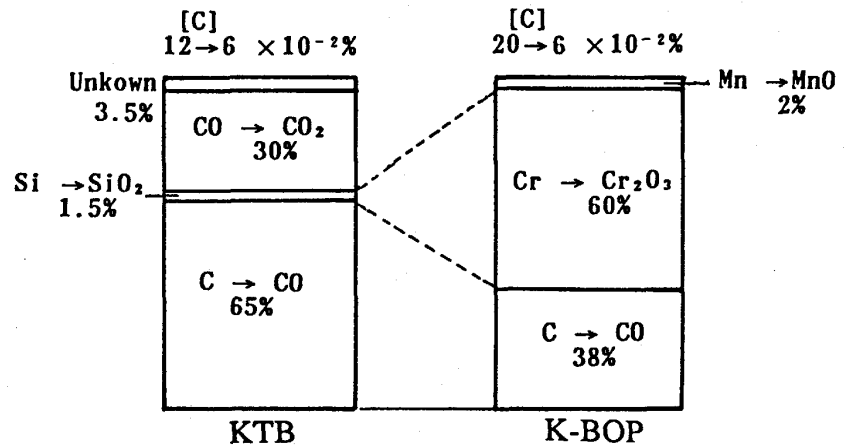 [C]
12→6 ×10⁻²%
[C]
20→6 ×10⁻²%
Unkown
3.5%
Mn →MnO
2%
CO → CO₂
30%
Si →SiO₂
1.5%
Cr → Cr₂O₃
60%
C → CO
65%
C → CO
38%
KTB
K-BOP